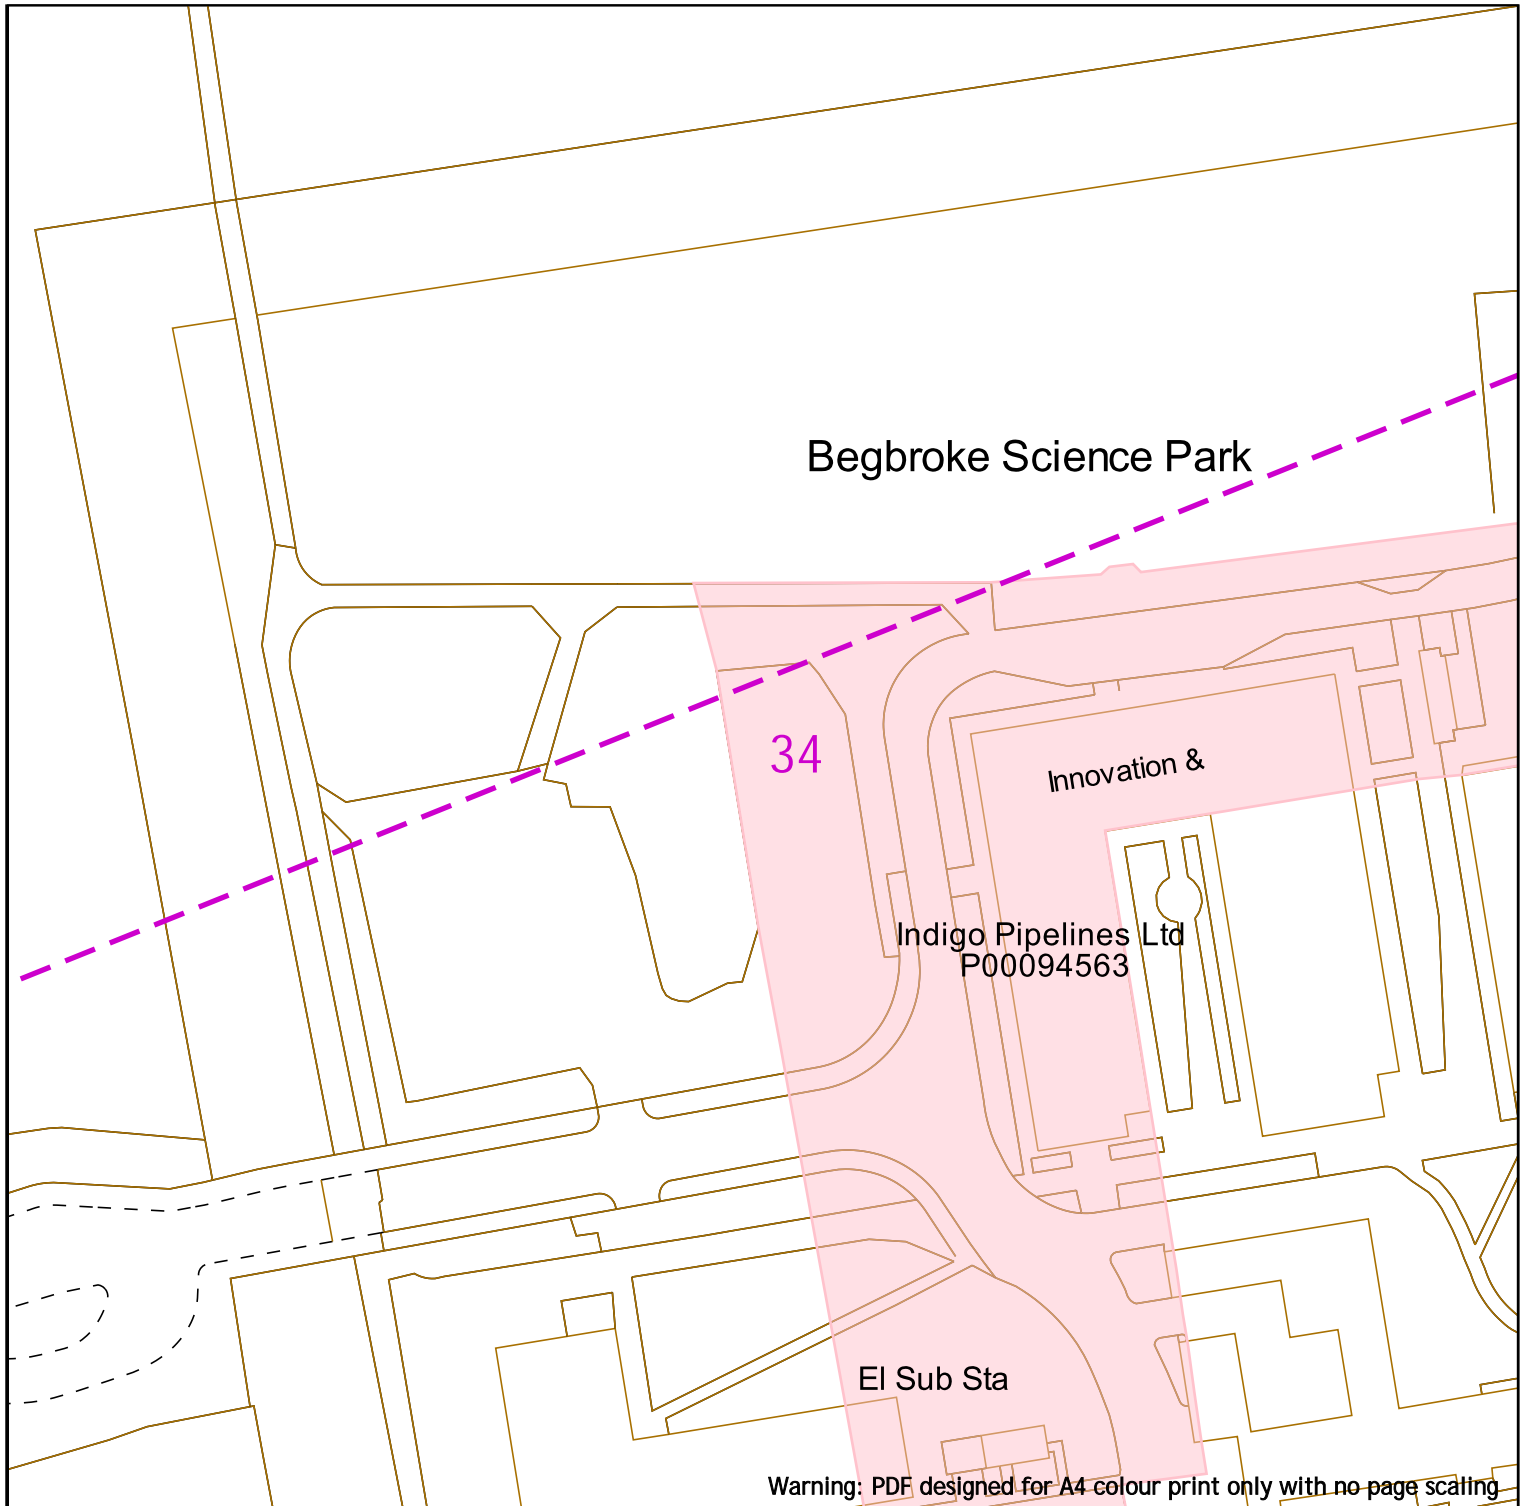 Begbroke Science Park
34
Innovation &
Indigo Pipelines Ltd
P00094563
El Sub Sta
Warning: PDF designed for A4 colour print only with no page scaling